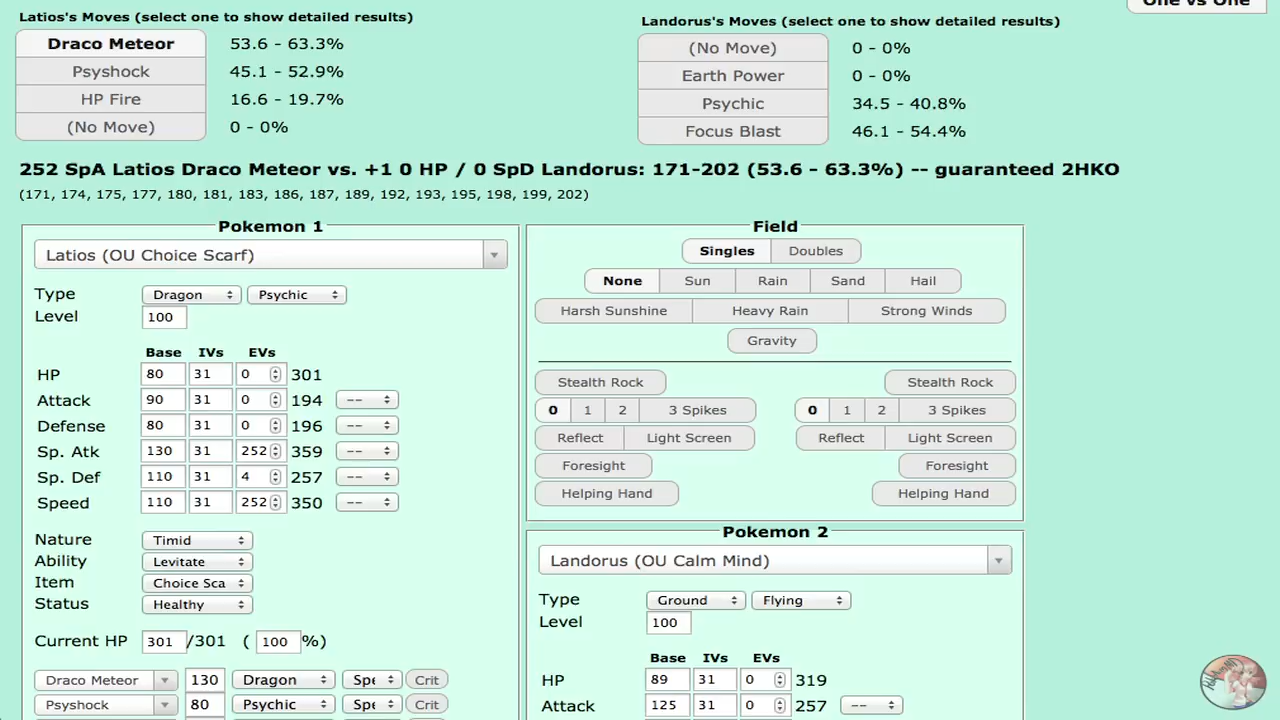 One vs One
Latios's Moves (select one to show detailed results)
Draco Meteor 53.6 - 63.3%
Psyshock 45.1 - 52.9%
HP Fire 16.6 - 19.7%
(No Move) 0 - 0%
Landorus's Moves (select one to show detailed results)
(No Move) 0 - 0%
Earth Power 0 - 0%
Psychic 34.5 - 40.8%
Focus Blast 46.1 - 54.4%
252 SpA Latios Draco Meteor vs. +1 0 HP / 0 SpD Landorus: 171-202 (53.6 - 63.3%) -- guaranteed 2HKO
(171, 174, 175, 177, 180, 181, 183, 186, 187, 189, 192, 193, 195, 198, 199, 202)
Pokemon 1
Latios (OU Choice Scarf)
Type Dragon Psychic
Level 100
Base IVs EVs
HP 80 31 0 301
Attack 90 31 0 194 --
Defense 80 31 0 196 --
Sp. Atk 130 31 252 359 --
Sp. Def 110 31 4 257 --
Speed 110 31 252 350 --
Nature Timid
Ability Levitate
Item Choice Sca
Status Healthy
Current HP 301 /301 ( 100 %)
Draco Meteor 130 Dragon Spe Crit
Psyshock 80 Psychic Spe Crit
Field
Singles Doubles
None Sun Rain Sand Hail
Harsh Sunshine Heavy Rain Strong Winds
Gravity
Stealth Rock Stealth Rock
0 1 2 3 Spikes 0 1 2 3 Spikes
Reflect Light Screen Reflect Light Screen
Foresight Foresight
Helping Hand Helping Hand
Pokemon 2
Landorus (OU Calm Mind)
Type Ground Flying
Level 100
Base IVs EVs
HP 89 31 0 319
Attack 125 31 0 257 --